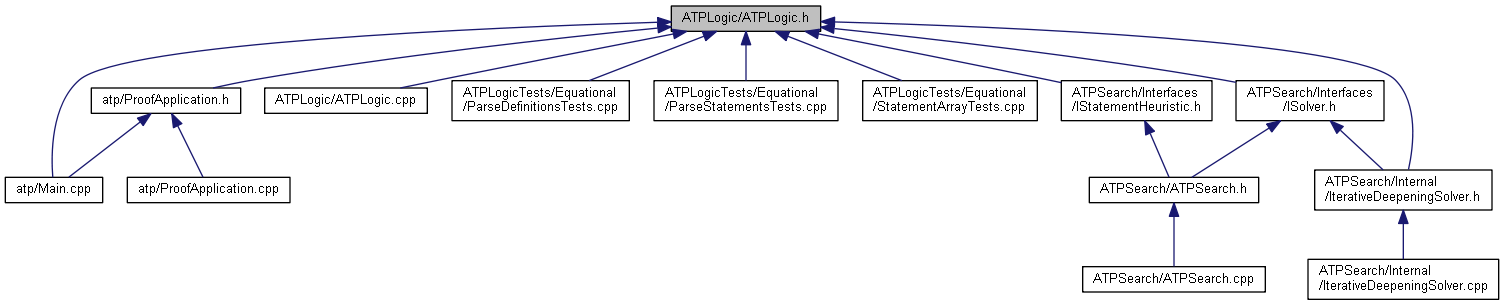 ATPLogic/ATPLogic.h
atp/ProofApplication.h
ATPLogic/ATPLogic.cpp
ATPLogicTests/Equational
/ParseDefinitionsTests.cpp
ATPLogicTests/Equational
/ParseStatementsTests.cpp
ATPLogicTests/Equational
/StatementArrayTests.cpp
ATPSearch/Interfaces
/IStatementHeuristic.h
ATPSearch/Interfaces
/ISolver.h
atp/Main.cpp
atp/ProofApplication.cpp
ATPSearch/ATPSearch.h
ATPSearch/Internal
/IterativeDeepeningSolver.h
ATPSearch/ATPSearch.cpp
ATPSearch/Internal
/IterativeDeepeningSolver.cpp